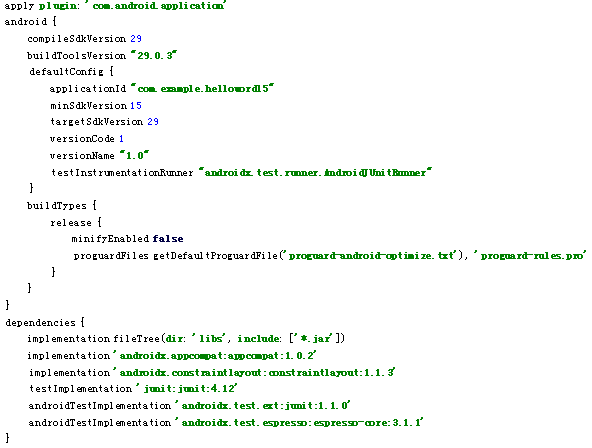 apply plugin: 'com.android.application'
android {
compileSdkVersion 29
buildToolsVersion "29.0.3"
defaultConfig {
applicationId "com.example.helloword15"
minSdkVersion 15
targetSdkVersion 29
versionCode 1
versionName "1.0"
testInstrumentationRunner "androidx.test.runner.AndroidJUnitRunner"
}
buildTypes {
release {
minifyEnabled false
proguardFiles getDefaultProguardFile('proguard-android-optimize.txt'), 'proguard-rules.pro'
}
}
}
dependencies {
implementation fileTree(dir: 'libs', include: ['*.jar'])
implementation 'androidx.appcompat:appcompat:1.0.2'
implementation 'androidx.constraintlayout:constraintlayout:1.1.3'
testImplementation 'junit:junit:4.12'
androidTestImplementation 'androidx.test.ext:junit:1.1.0'
androidTestImplementation 'androidx.test.espresso:espresso-core:3.1.1'
}